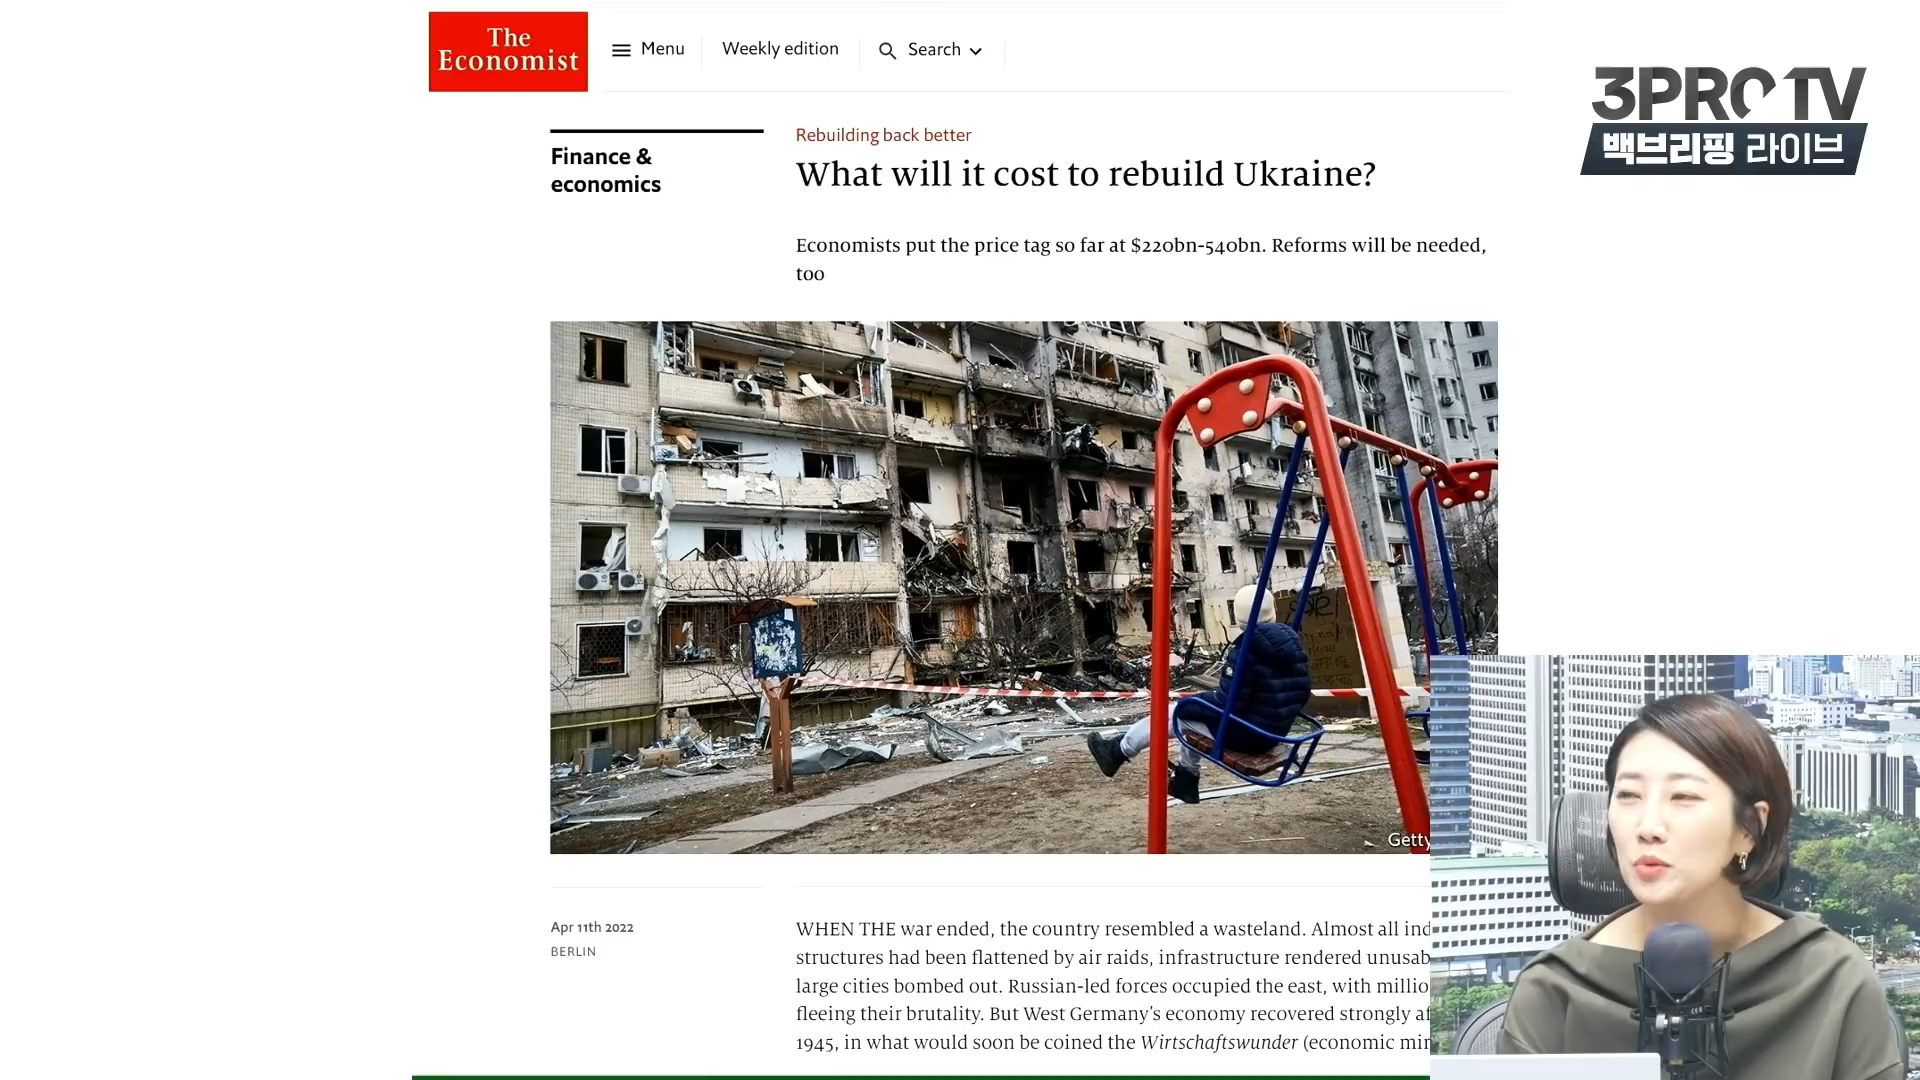 The
Economist
Menu
Weekly edition
Search
3PRO TV
백브리핑 라이브
Finance &
economics
Rebuilding back better
What will it cost to rebuild Ukraine?
Economists put the price tag so far at $220bn-540bn. Reforms will be needed,
too
Getty
Apr 11th 2022
BERLIN
WHEN THE war ended, the country resembled a wasteland. Almost all ind
structures had been flattened by air raids, infrastructure rendered unusab
large cities bombed out. Russian-led forces occupied the east, with millio
fleeing their brutality. But West Germany's economy recovered strongly af
1945, in what would soon be coined the Wirtschaftswunder (economic mir